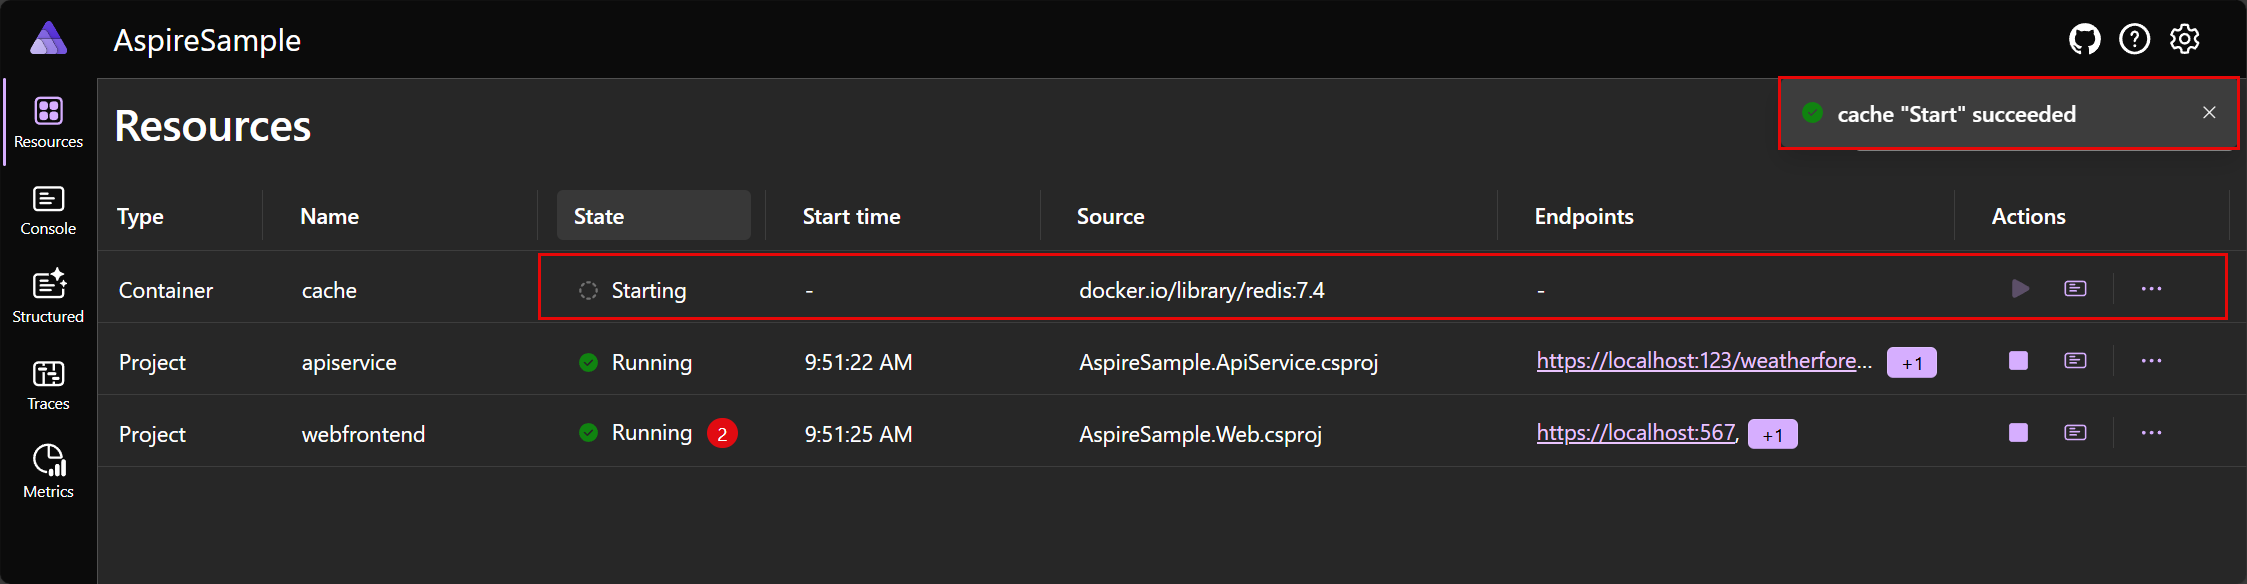 AspireSample
Resources
Console
Structured
Traces
Metrics
Resources
cache "Start" succeeded
Type Name State Start time Source Endpoints Actions
Container cache Starting - docker.io/library/redis:7.4 -
Project apiservice Running 9:51:22 AM AspireSample.ApiService.csproj https://localhost:123/weatherfore... +1
Project webfrontend Running 2 9:51:25 AM AspireSample.Web.csproj https://localhost:567, +1